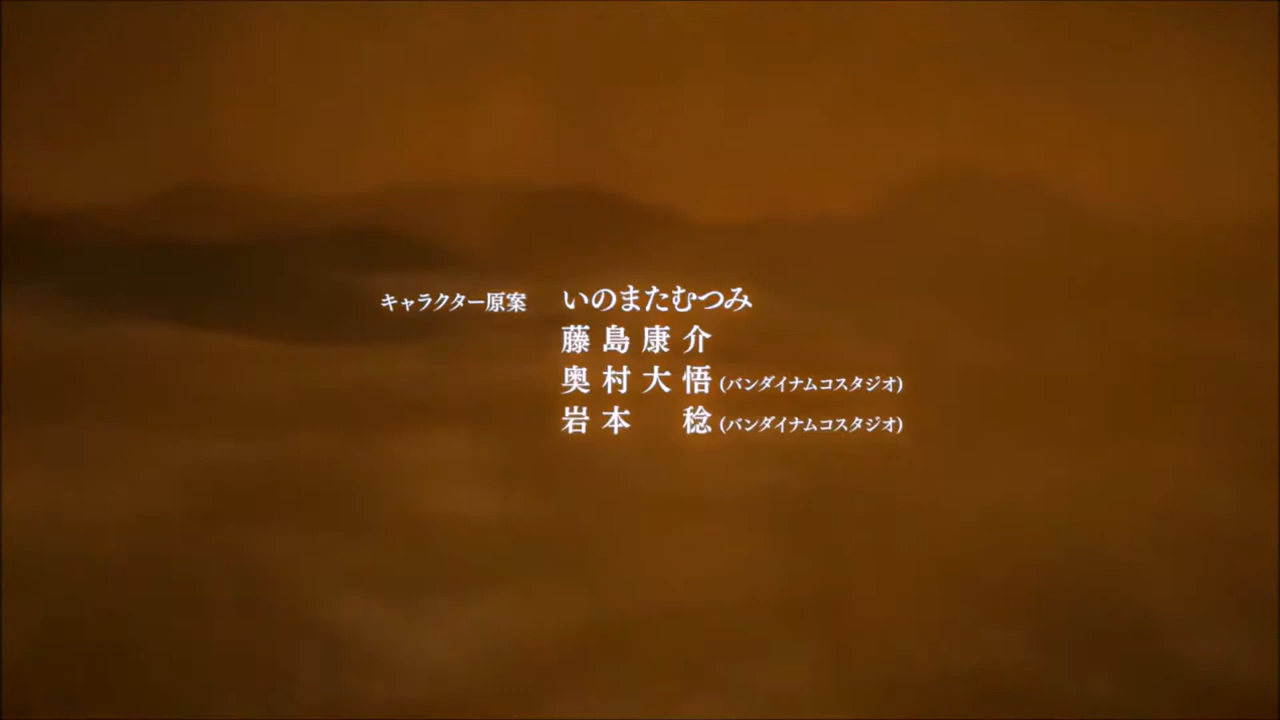 キャラクター原案 いのまたむつみ
藤島康介
奥村大悟 (バンダイナムコスタジオ)
岩本 稔 (バンダイナムコスタジオ)